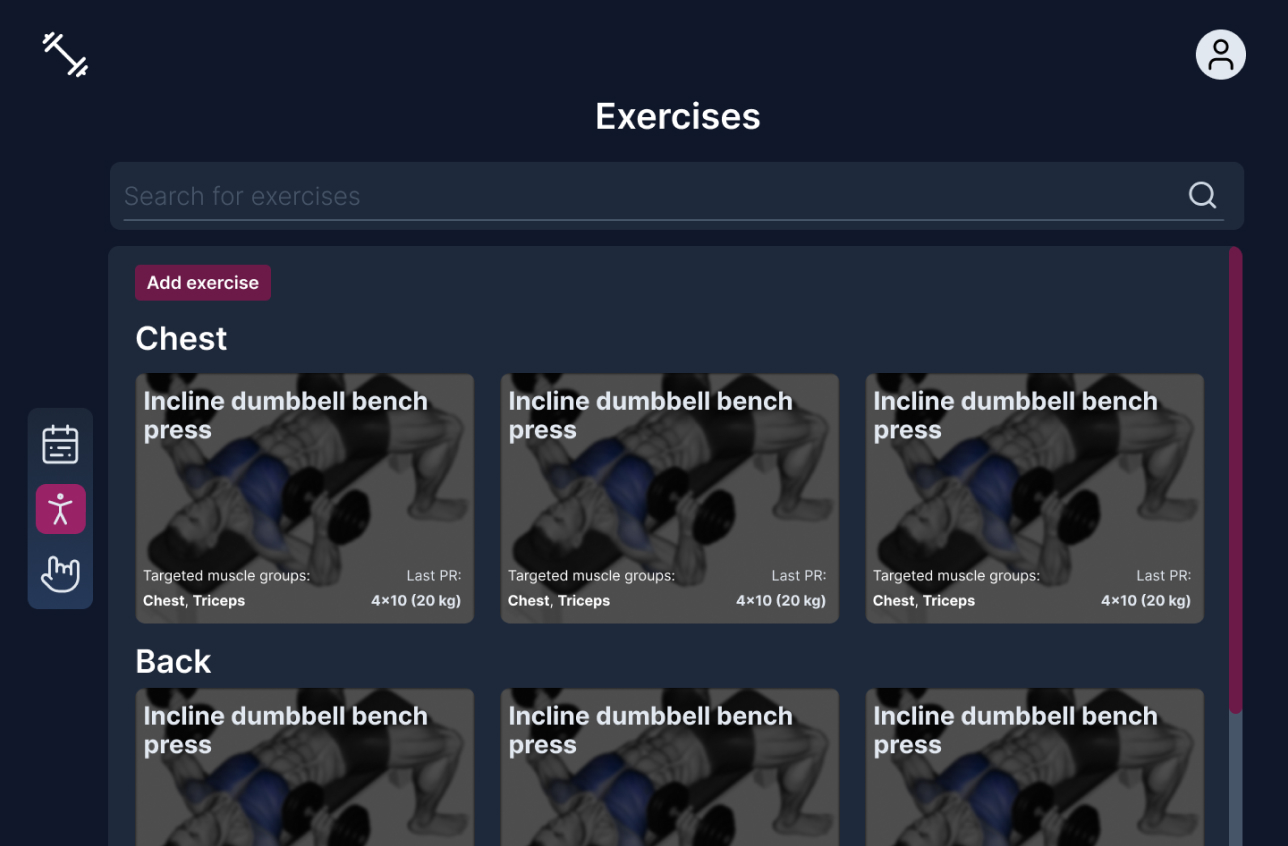 Exercises
Search for exercises
Add exercise
Chest
Incline dumbbell bench
press
Targeted muscle groups:
Last PR:
Chest, Triceps
4×10 (20 kg)
Incline dumbbell bench
press
Targeted muscle groups:
Last PR:
Chest, Triceps
4×10 (20 kg)
Incline dumbbell bench
press
Targeted muscle groups:
Last PR:
Chest, Triceps
4×10 (20 kg)
Back
Incline dumbbell bench
press
Incline dumbbell bench
press
Incline dumbbell bench
press